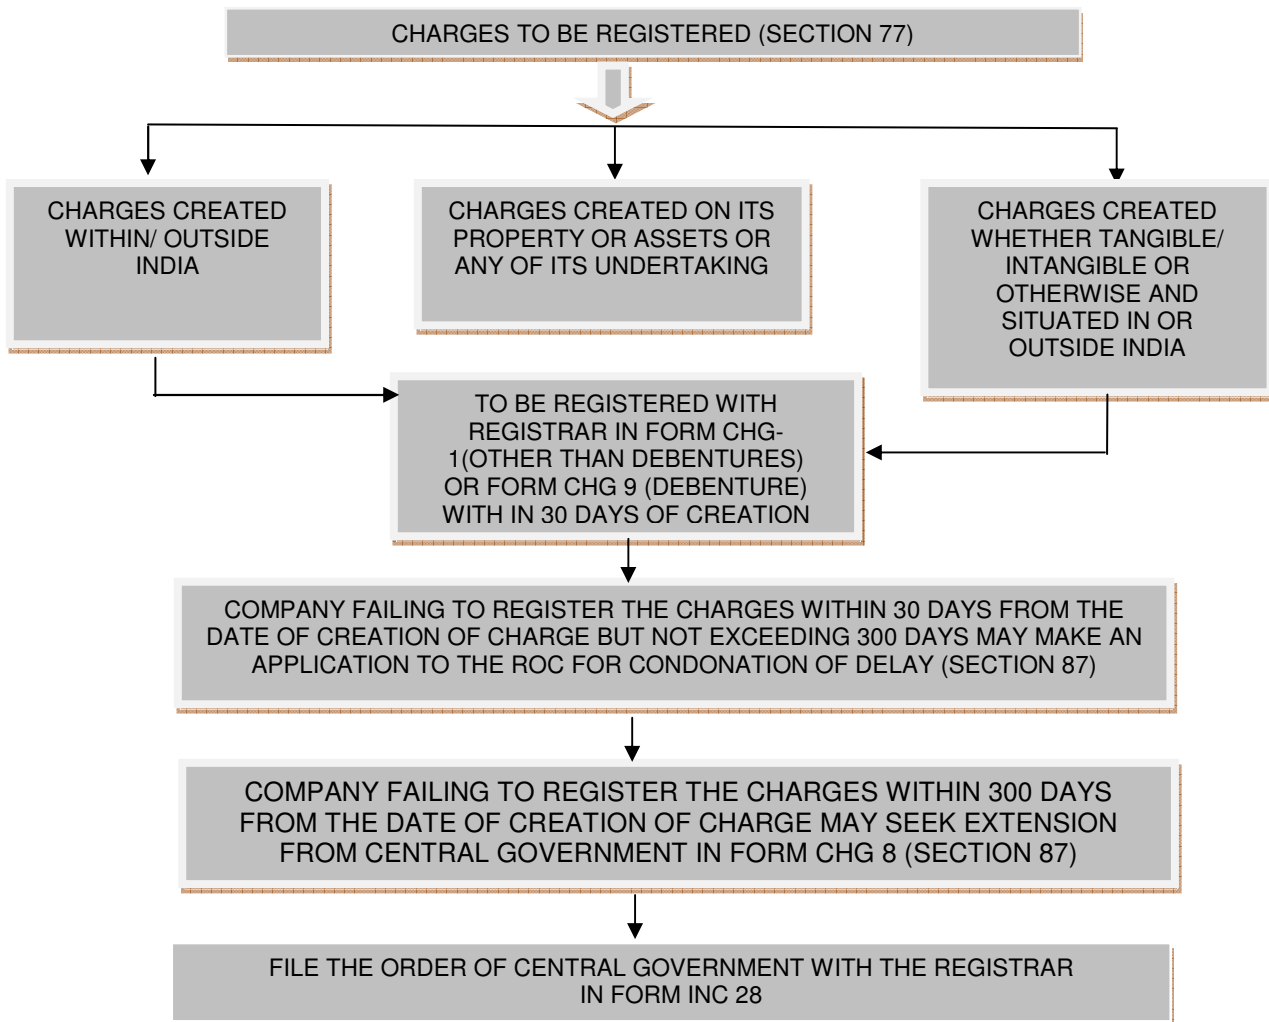 CHARGES TO BE REGISTERED (SECTION 77)
CHARGES CREATED
WITHIN/ OUTSIDE
INDIA
CHARGES CREATED ON ITS
PROPERTY OR ASSETS OR
ANY OF ITS UNDERTAKING
CHARGES CREATED
WHETHER TANGIBLE/
INTANGIBLE OR
OTHERWISE AND
SITUATED IN OR
OUTSIDE INDIA
TO BE REGISTERED WITH
REGISTRAR IN FORM CHG-
1(OTHER THAN DEBENTURES)
OR FORM CHG 9 (DEBENTURE)
WITH IN 30 DAYS OF CREATION
COMPANY FAILING TO REGISTER THE CHARGES WITHIN 30 DAYS FROM THE
DATE OF CREATION OF CHARGE BUT NOT EXCEEDING 300 DAYS MAY MAKE AN
APPLICATION TO THE ROC FOR CONDONATION OF DELAY (SECTION 87)
COMPANY FAILING TO REGISTER THE CHARGES WITHIN 300 DAYS
FROM THE DATE OF CREATION OF CHARGE MAY SEEK EXTENSION
FROM CENTRAL GOVERNMENT IN FORM CHG 8 (SECTION 87)
FILE THE ORDER OF CENTRAL GOVERNMENT WITH THE REGISTRAR
IN FORM INC 28